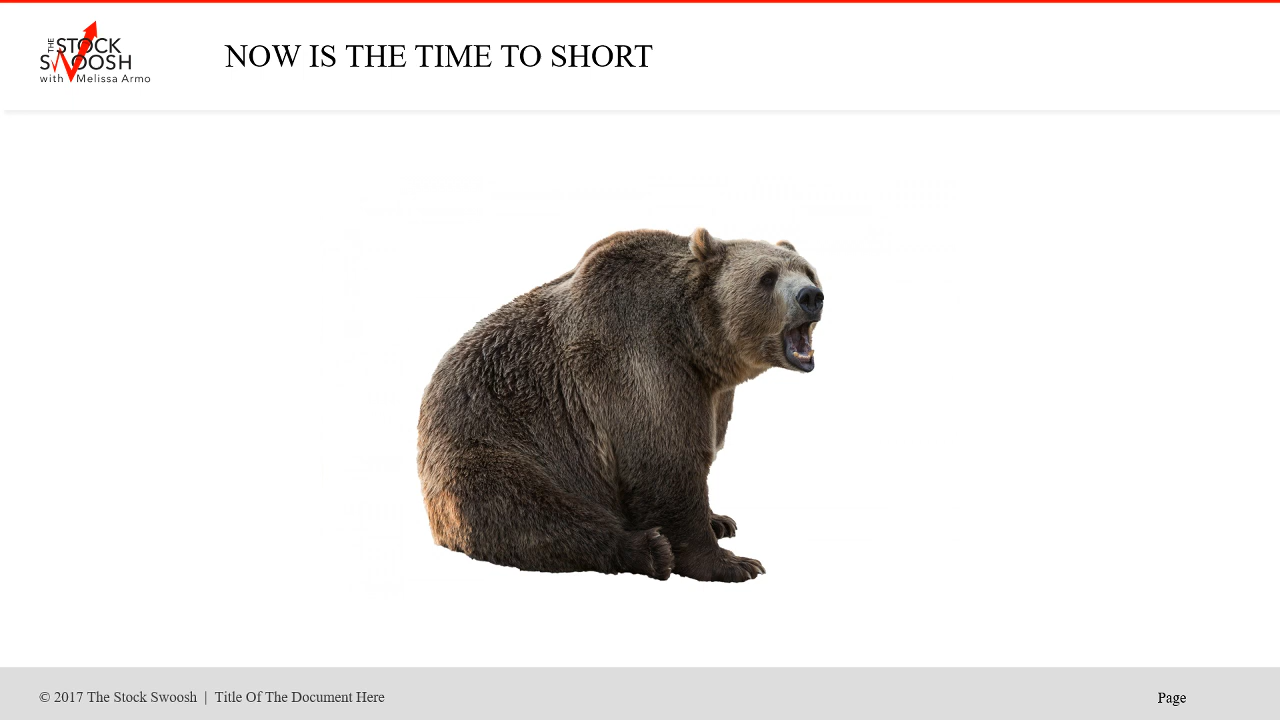 THE STOCK
SWOOSH
with Melissa Armo
NOW IS THE TIME TO SHORT
© 2017 The Stock Swoosh | Title Of The Document Here
Page